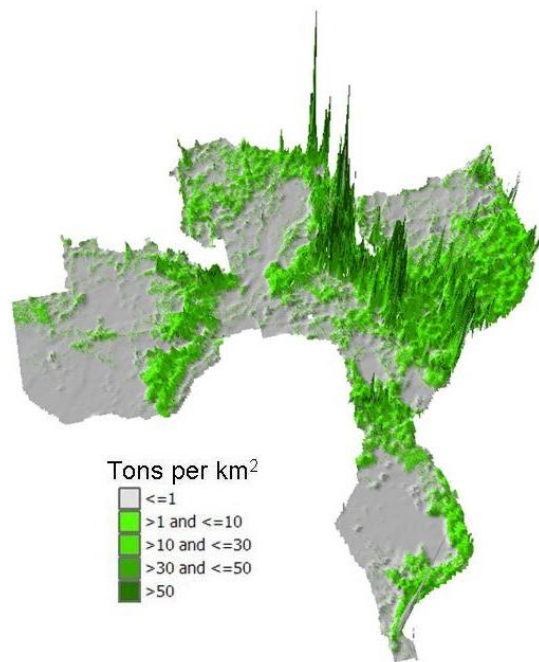 Tons per km²
<=1
>1 and <=10
>10 and <=30
>30 and <=50
>50